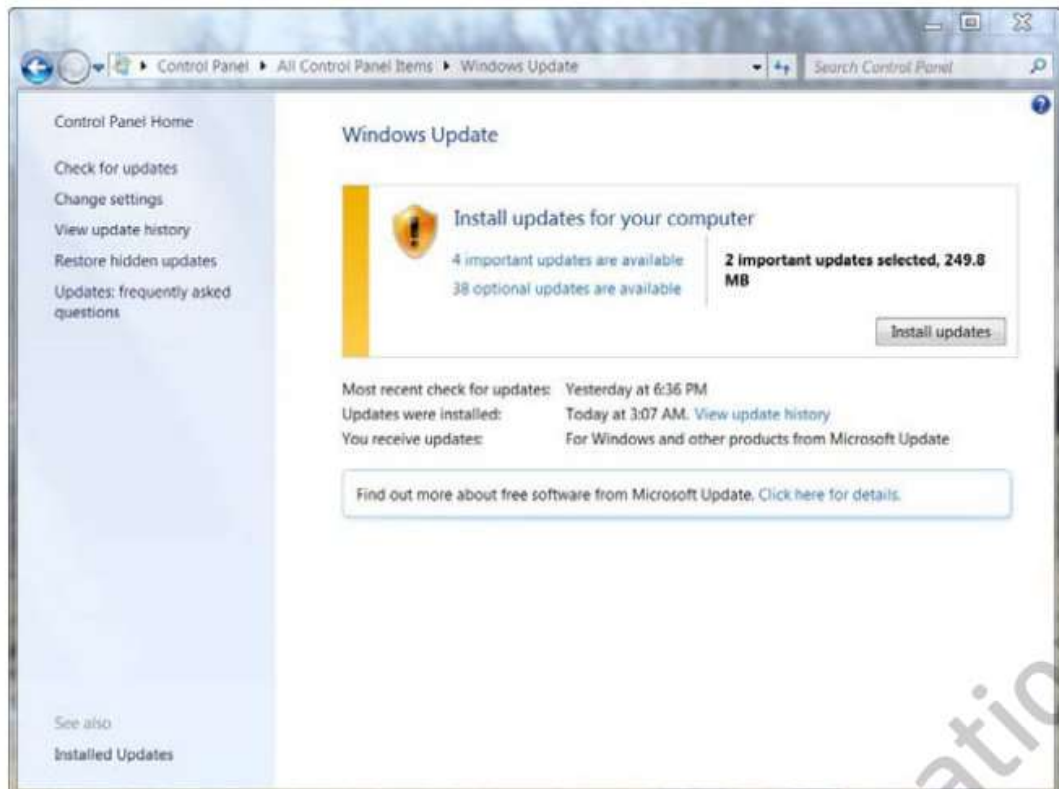 Control Panel ▸ All Control Panel Items ▸ Windows Update
Search Control Panel
Control Panel Home
Check for updates
Change settings
View update history
Restore hidden updates
Updates: frequently asked
questions
See also
Installed Updates
Windows Update
Install updates for your computer
4 important updates are available
38 optional updates are available
2 important updates selected, 249.8
MB
Install updates
Most recent check for updates: Yesterday at 6:36 PM
Updates were installed: Today at 3:07 AM. View update history
You receive updates: For Windows and other products from Microsoft Update
Find out more about free software from Microsoft Update. Click here for details.